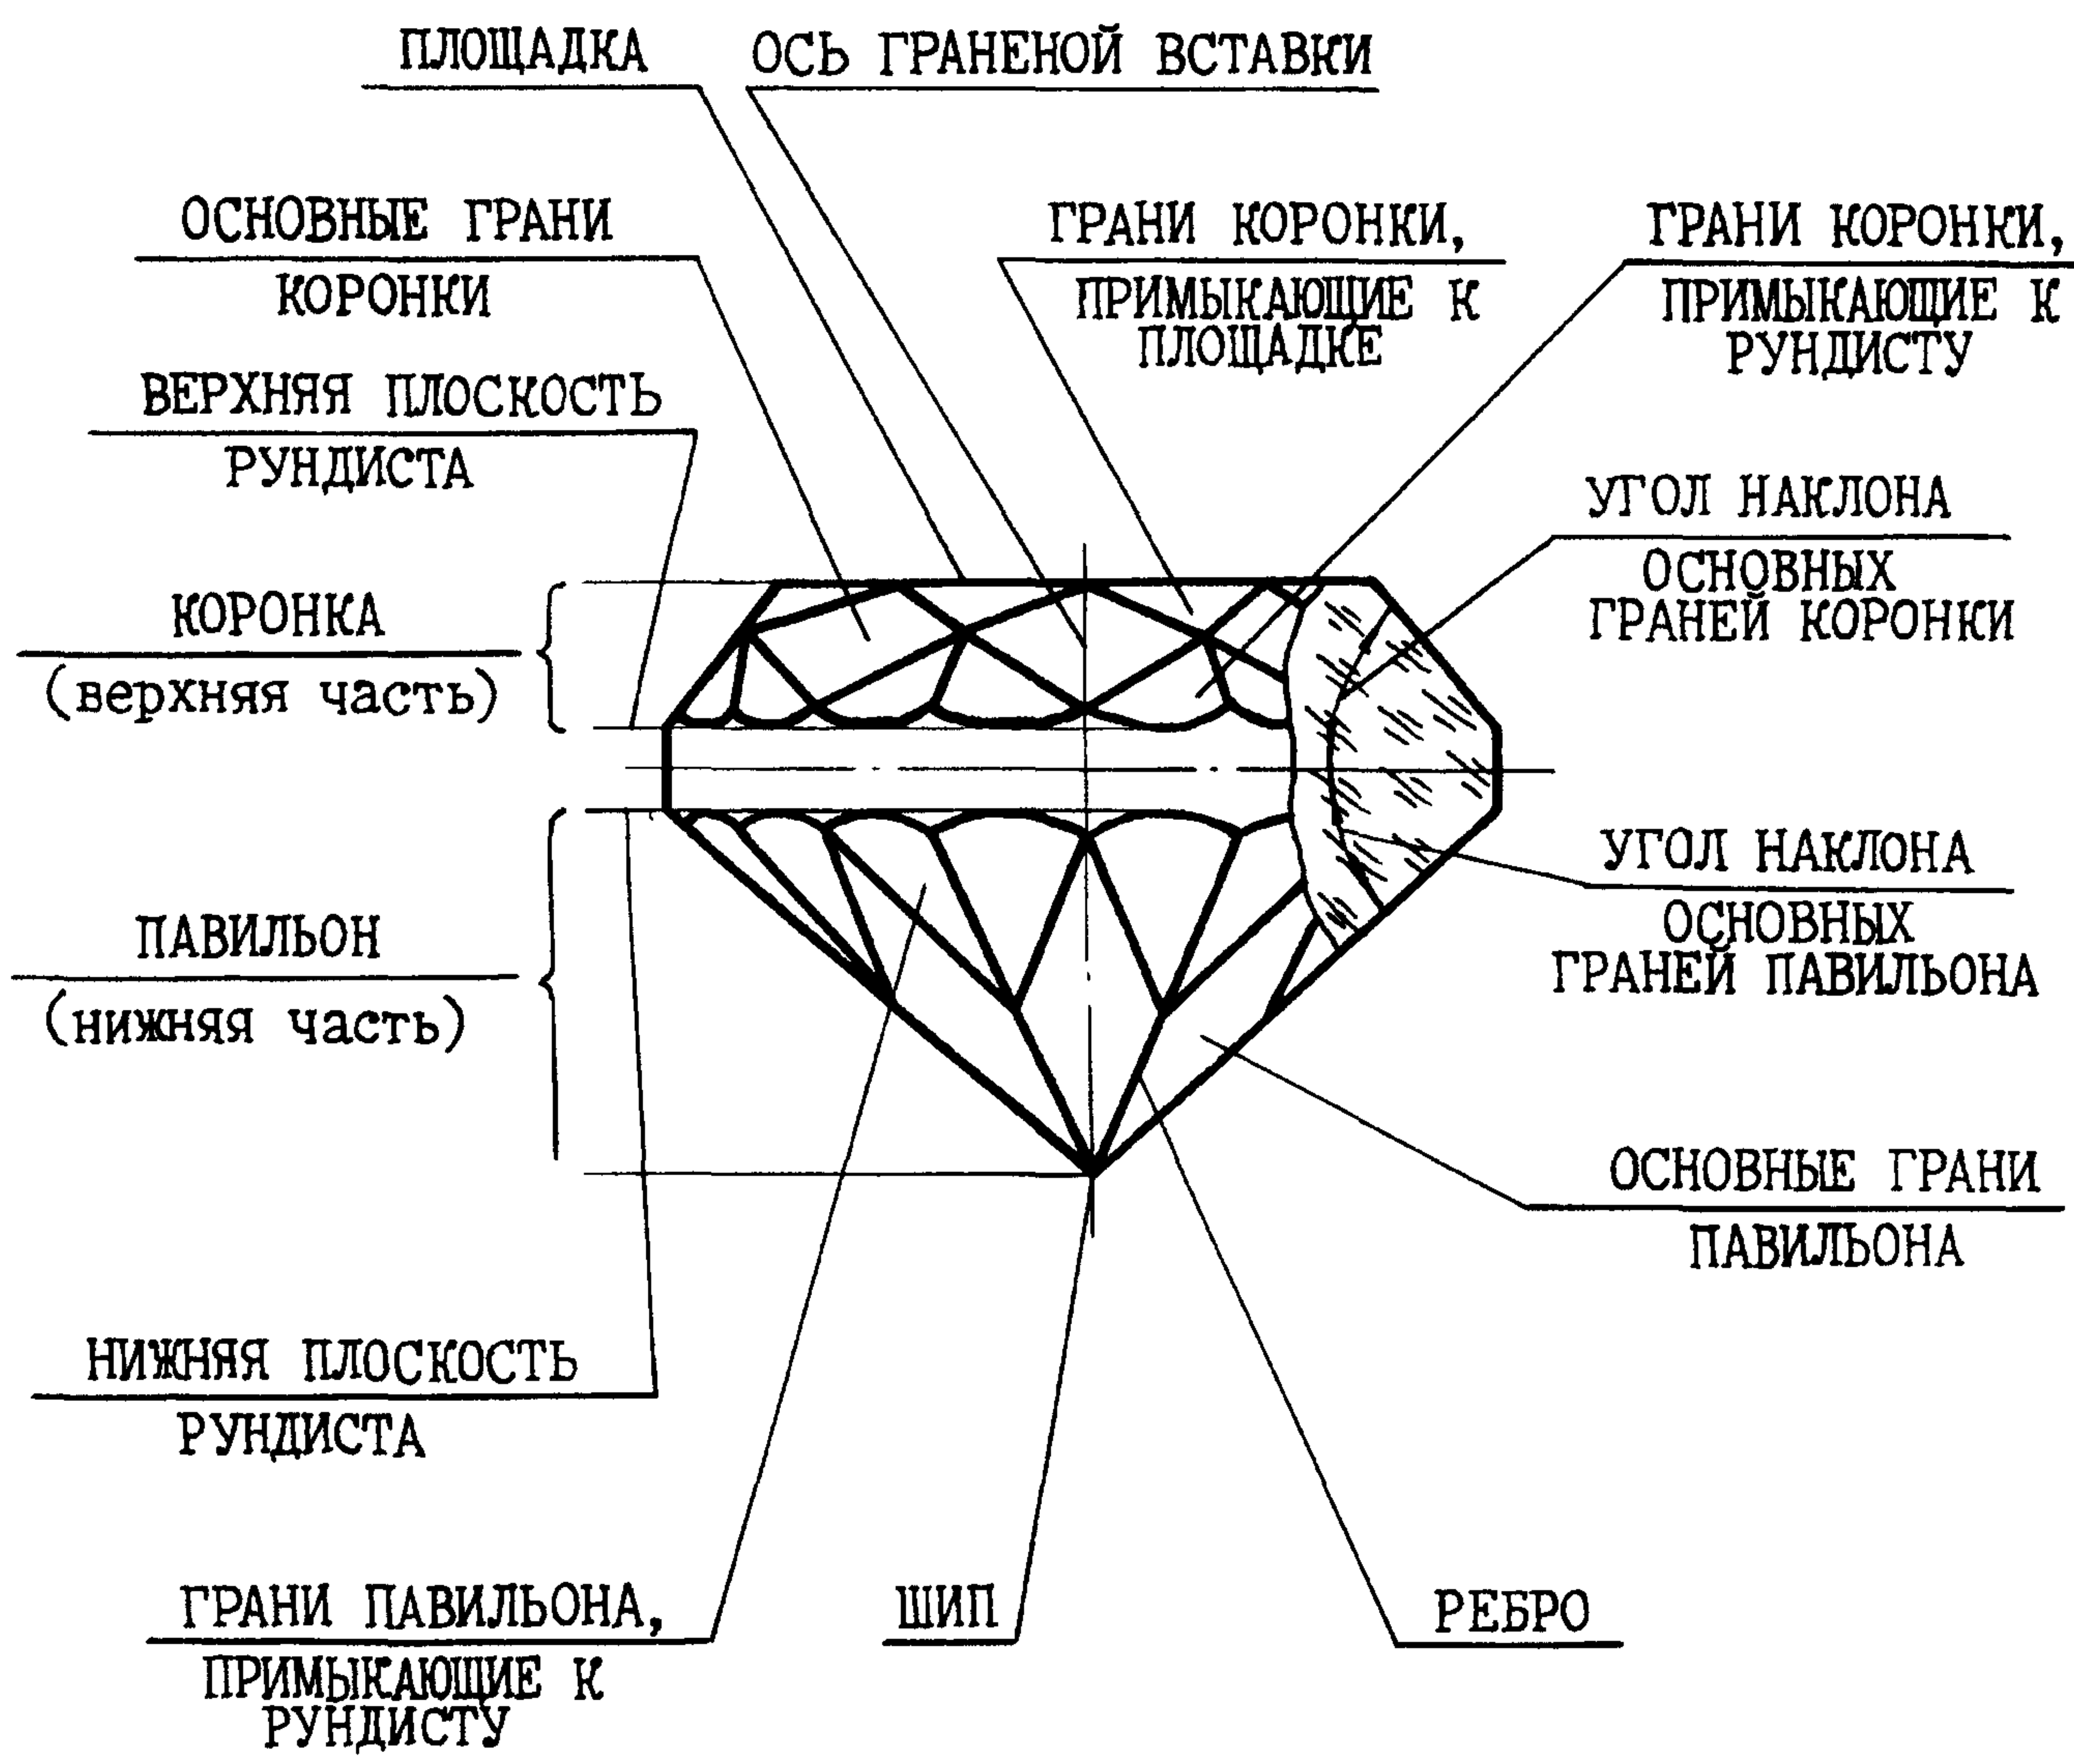 ПЛОЩАДКА
ОСЬ ГРАНЕНОЙ ВСТАВКИ
ОСНОВНЫЕ ГРАНИ
КОРОНКИ
ГРАНИ КОРОНКИ,
ПРИМЫКАЮЩИЕ К
ПЛОЩАДКЕ
ГРАНИ КОРОНКИ,
ПРИМЫКАЮЩИЕ К
РУНДИСТУ
ВЕРХНЯЯ ПЛОСКОСТЬ
РУНДИСТА
УГОЛ НАКЛОНА
ОСНОВНЫХ
ГРАНЕЙ КОРОНКИ
КОРОНКА
(верхняя часть)
УГОЛ НАКЛОНА
ОСНОВНЫХ
ГРАНЕЙ ПАВИЛЬОНА
ПАВИЛЬОН
(нижняя часть)
ОСНОВНЫЕ ГРАНИ
ПАВИЛЬОНА
НИЖНЯЯ ПЛОСКОСТЬ
РУНДИСТА
ГРАНИ ПАВИЛЬОНА,
ПРИМЫКАЮЩИЕ К
РУНДИСТУ
ШИП
РЕБРО